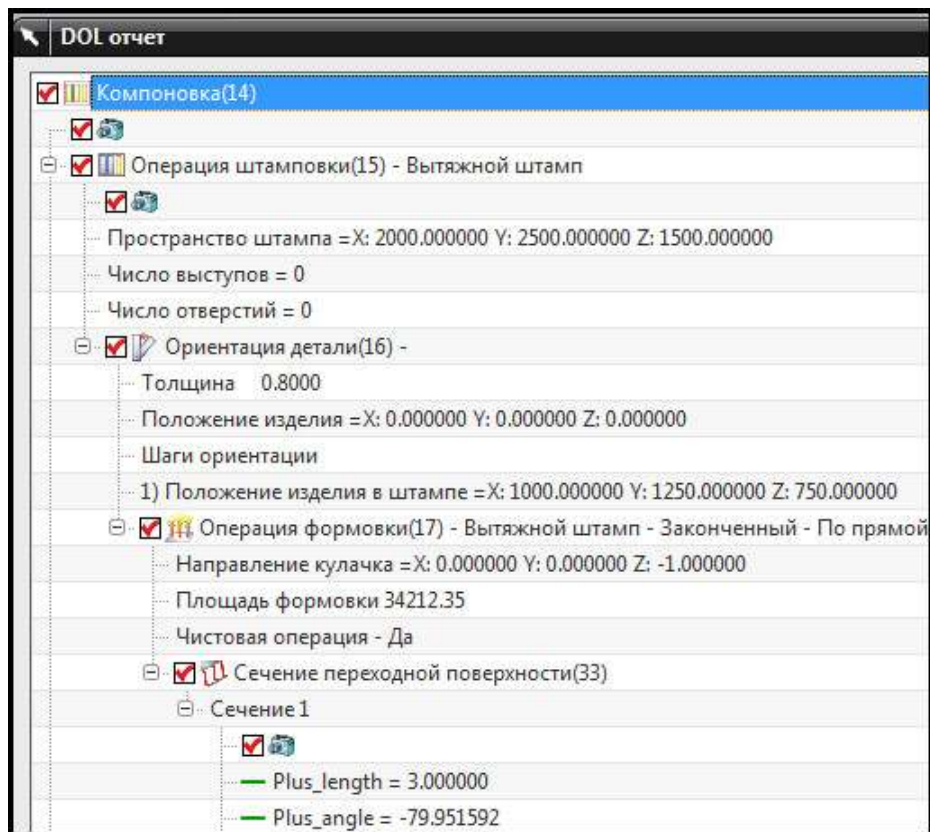 DOL отчет
Компоновка(14)
Операция штамповки(15) - Вытяжной штамп
Пространство штампа =X: 2000.000000 Y: 2500.000000 Z: 1500.000000
Число выступов = 0
Число отверстий = 0
Ориентация детали(16) -
Толщина 0.8000
Положение изделия =X: 0.000000 Y: 0.000000 Z: 0.000000
Шаги ориентации
1) Положение изделия в штампе =X: 1000.000000 Y: 1250.000000 Z: 750.000000
Операция формовки(17) - Вытяжной штамп - Законченный - По прямой
Направление кулачка =X: 0.000000 Y: 0.000000 Z: -1.000000
Площадь формовки 34212.35
Чистовая операция - Да
Сечение переходной поверхности(33)
Сечение 1
Plus_length = 3.000000
Plus_angle = -79.951592